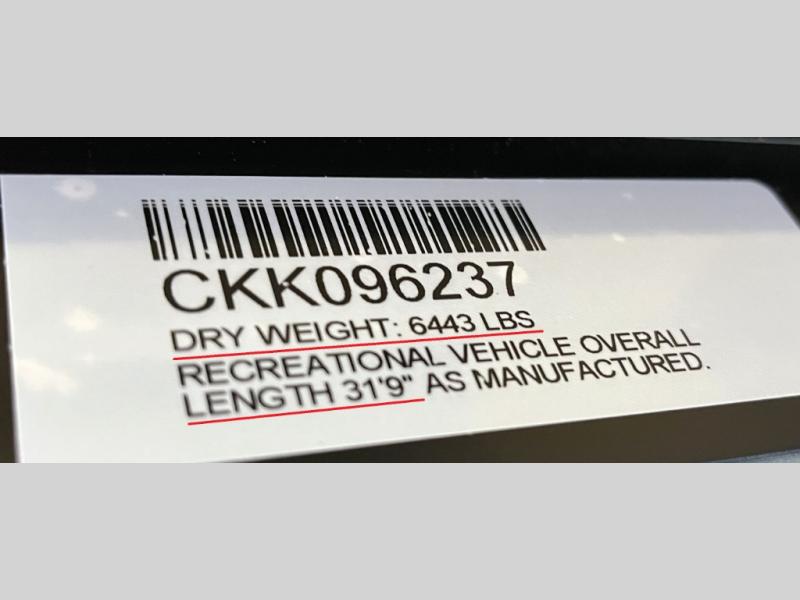 CKK096237
DRY WEIGHT: 6443 LBS
RECREATIONAL VEHICLE OVERALL
LENGTH 31'9" AS MANUFACTURED.